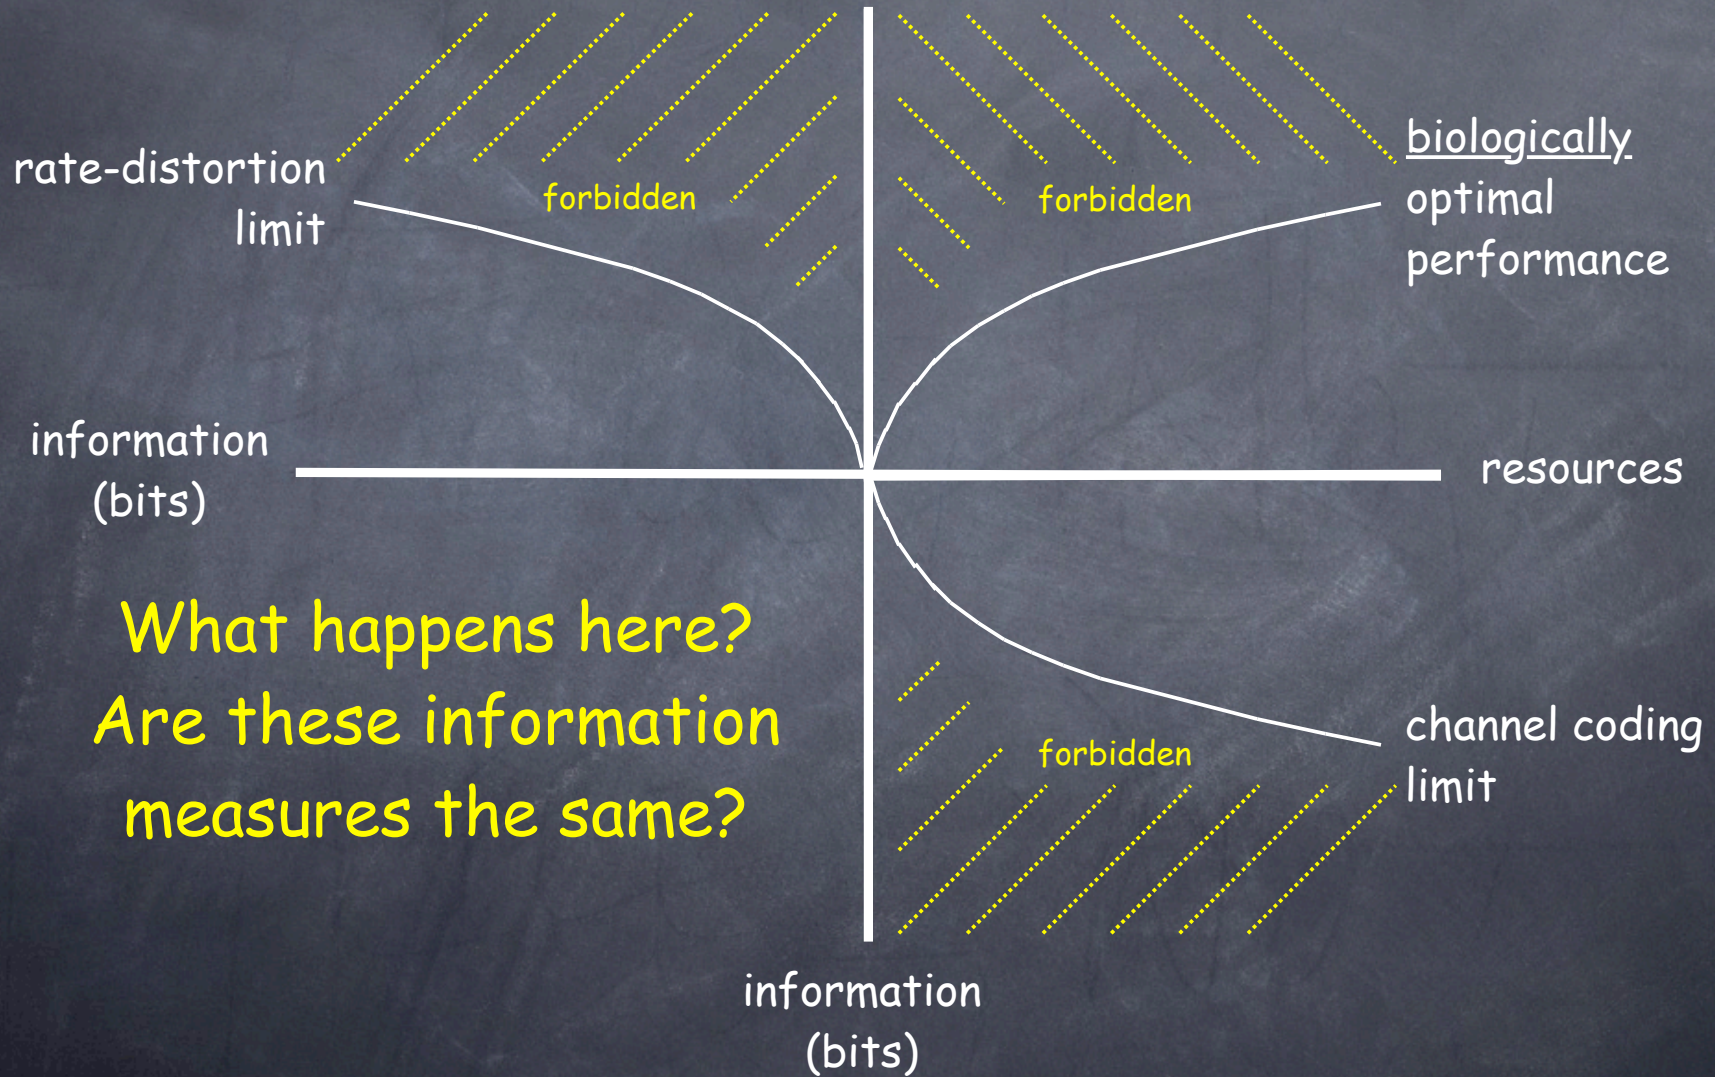 rate-distortion
limit
forbidden
forbidden
biologically
optimal
performance
information
(bits)
resources
What happens here?
Are these information
measures the same?
forbidden
channel coding
limit
information
(bits)